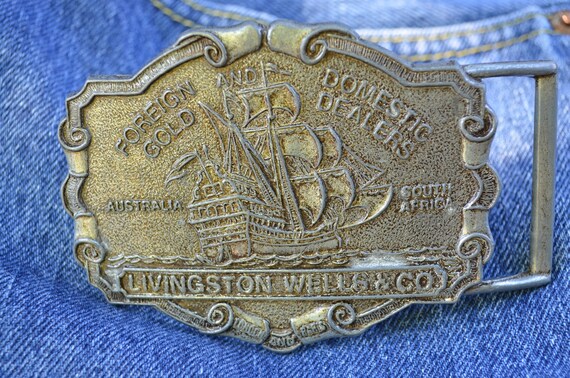 FOREIGN AND DOMESTIC
GOLD DEALERS
AUSTRALIA SOUTH
AFRICA
LIVINGSTON WELLS & CO.